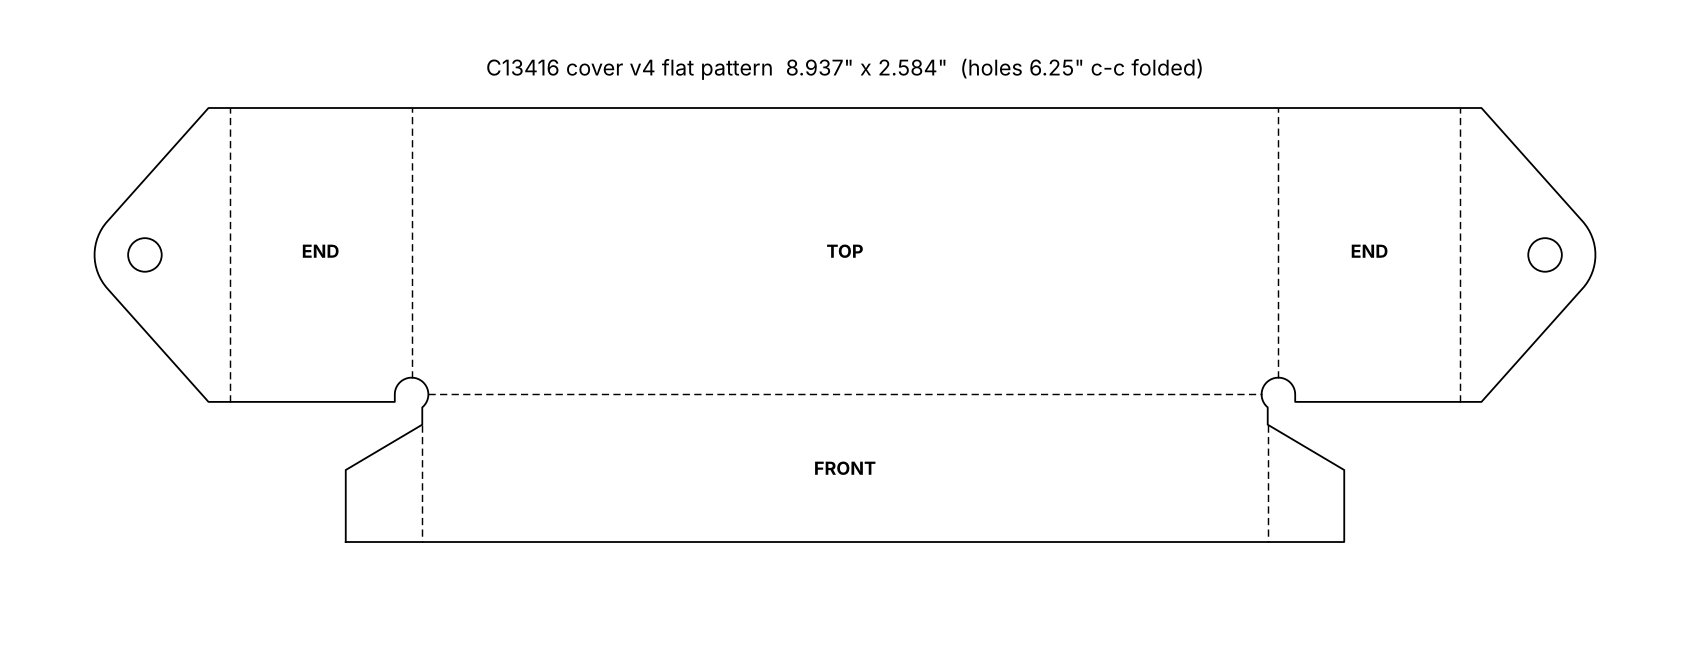 C13416 cover v4 flat pattern  8.937" x 2.584"  (holes 6.25" c-c folded)
END
TOP
END
FRONT